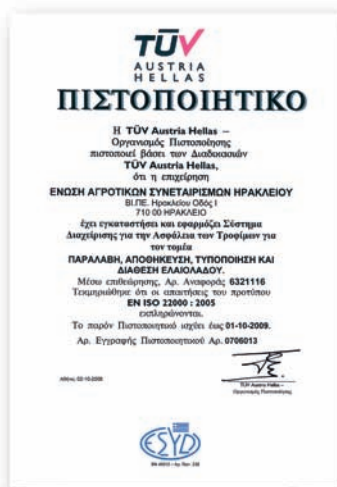 TÜV
AUSTRIA
HELLAS
ΠΙΣΤΟΠΟΙΗΤΙΚΟ
Η TÜV Austria Hellas –
Οργανισμός Πιστοποίησης
πιστοποιεί βάσει των Διαδικασιών
TÜV Austria Hellas,
ότι η επιχείρηση
ΕΝΩΣΗ ΑΓΡΟΤΙΚΩΝ ΣΥΝΕΤΑΙΡΙΣΜΩΝ ΗΡΑΚΛΕΙΟΥ
ΒΙ.ΠΕ. Ηρακλείου Οδός Ι
710 00 ΗΡΑΚΛΕΙΟ
έχει εγκαταστήσει και εφαρμόζει Σύστημα
Διαχείρισης για την Ασφάλεια των Τροφίμων για
τον τομέα
ΠΑΡΑΛΑΒΗ, ΑΠΟΘΗΚΕΥΣΗ, ΤΥΠΟΠΟΙΗΣΗ ΚΑΙ
ΔΙΑΘΕΣΗ ΕΛΑΙΟΛΑΔΟΥ.
Μέσω επιθεώρησης, Αρ. Αναφοράς 6321116
Τεκμηριώθηκε ότι οι απαιτήσεις του προτύπου
EN ISO 22000 : 2005
εκπληρώνονται.
Το παρόν Πιστοποιητικό ισχύει έως 01-10-2009.
Αρ. Εγγραφής Πιστοποιητικού Αρ. 0706013
TÜV Austria Hellas –
Οργανισμός Πιστοποίησης
Αθήνα,
ESYD